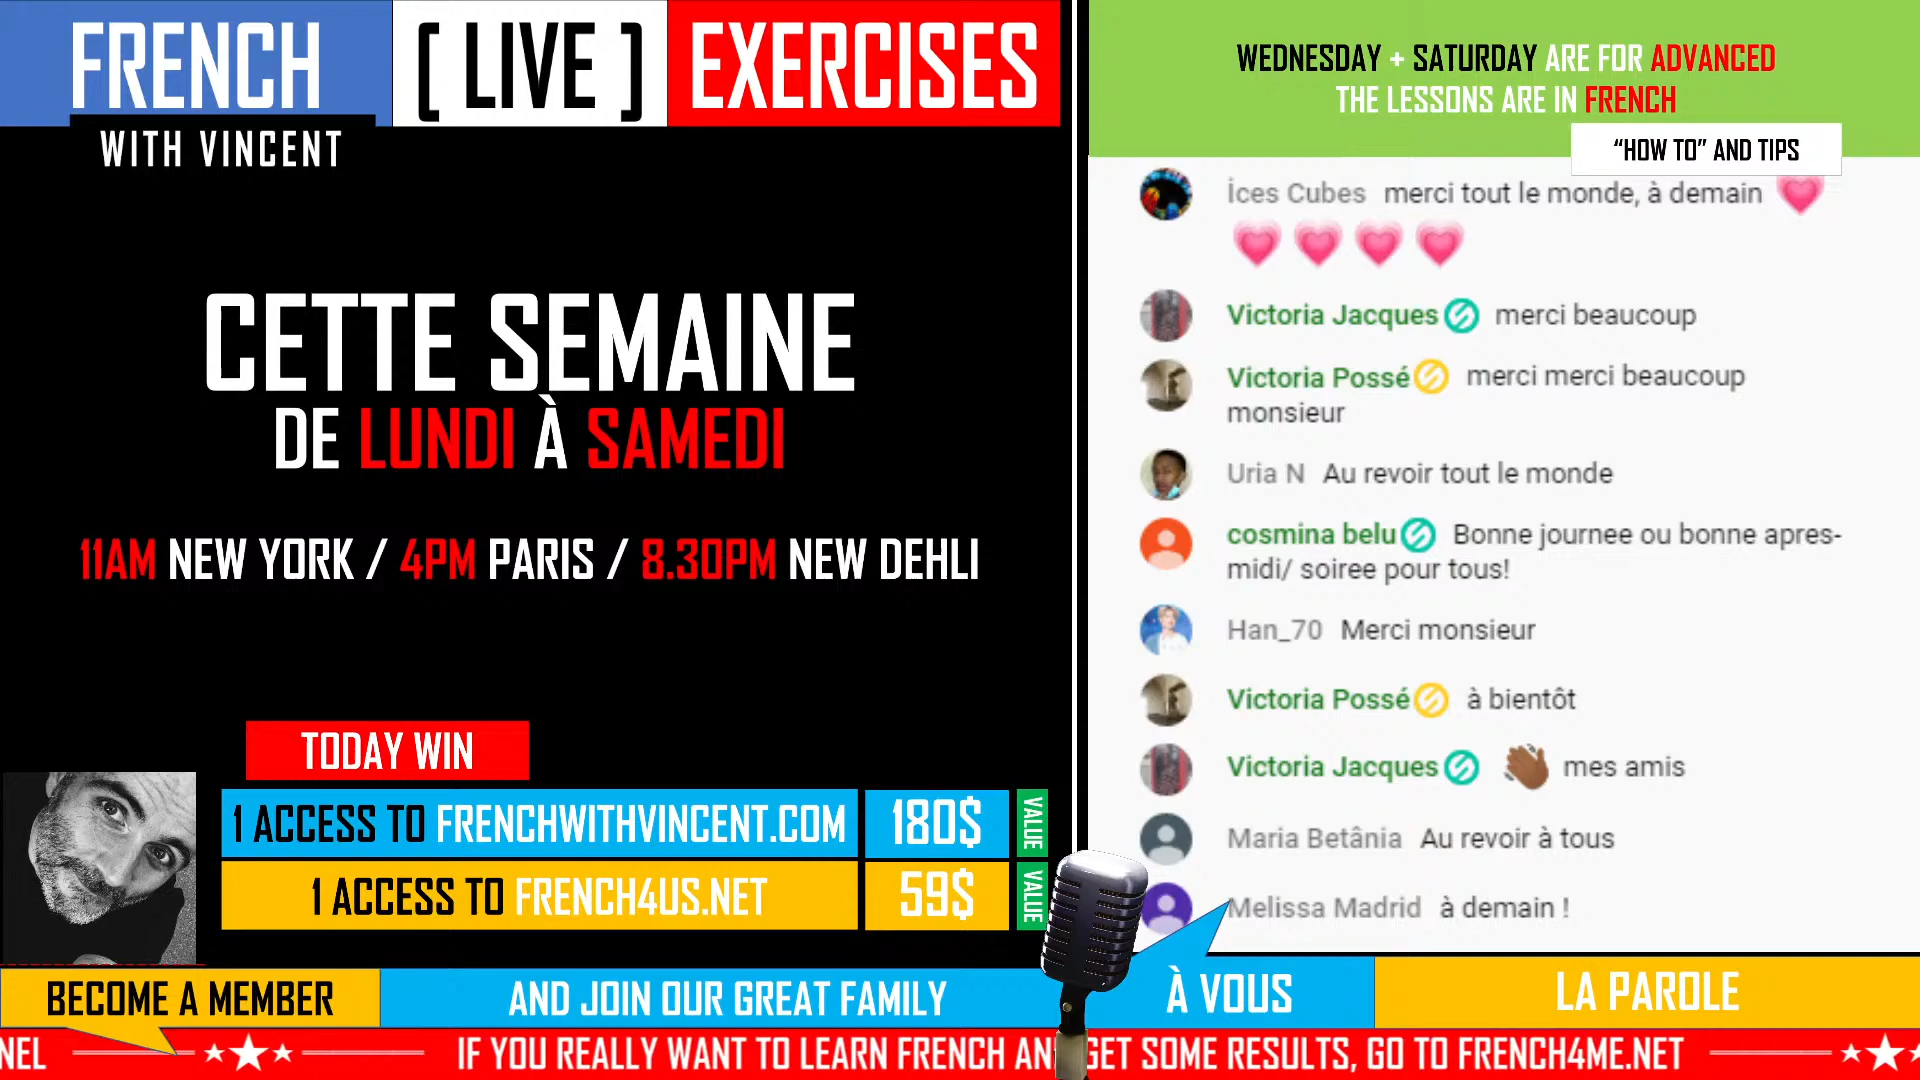 FRENCH [ LIVE ] EXERCISES
WITH VINCENT
CETTE SEMAINE
DE LUNDI À SAMEDI
11AM NEW YORK / 4PM PARIS / 8.30PM NEW DEHLI
TODAY WIN
1 ACCESS TO FRENCHWITHVINCENT.COM 180$ VALUE
1 ACCESS TO FRENCH4US.NET 59$ VALUE
WEDNESDAY + SATURDAY ARE FOR ADVANCED
THE LESSONS ARE IN FRENCH
“HOW TO” AND TIPS
İces Cubes merci tout le monde, à demain
Victoria Jacques merci beaucoup
Victoria Possé merci merci beaucoup
monsieur
Uria N Au revoir tout le monde
cosmina belu Bonne journee ou bonne apres-
midi/ soiree pour tous!
Han_70 Merci monsieur
Victoria Possé à bientôt
Victoria Jacques mes amis
Maria Betânia Au revoir à tous
Melissa Madrid à demain !
BECOME A MEMBER AND JOIN OUR GREAT FAMILY À VOUS LA PAROLE
NEL IF YOU REALLY WANT TO LEARN FRENCH AN GET SOME RESULTS, GO TO FRENCH4ME.NET